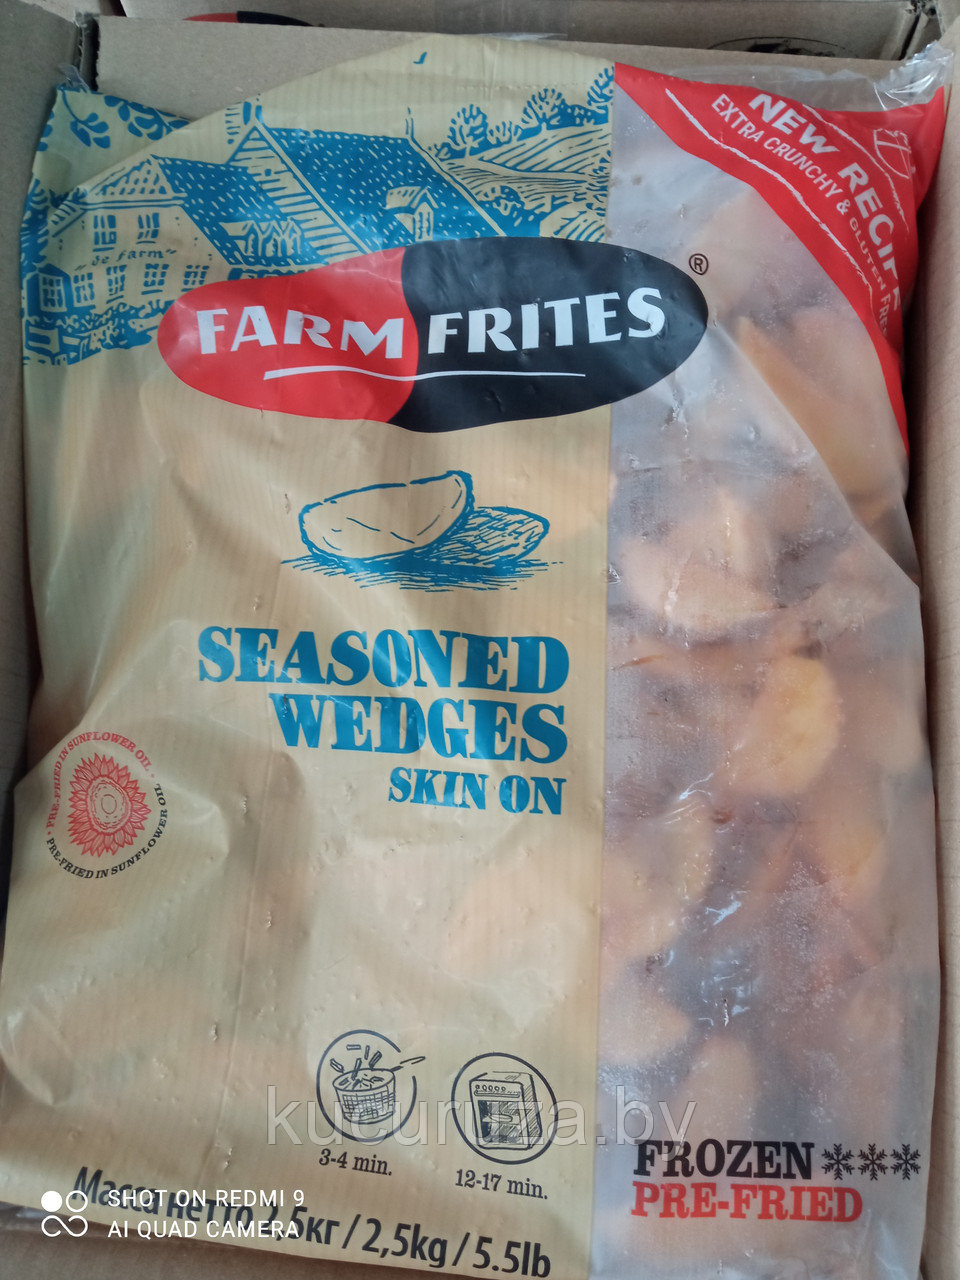 NEW RECIPE
EXTRA CRUNCHY & GLUTEN FREE
de Farm
FARM FRITES ®
SEASONED
WEDGES
SKIN ON
• PRE-FRIED IN SUNFLOWER OIL •
PRE-FRIED IN SUNFLOWER OIL
kucuruza.by
3-4 min.
12-17 min.
FROZEN
PRE-FRIED
Масса нетто 2,5кг / 2,5kg / 5.5lb
SHOT ON REDMI 9
AI QUAD CAMERA